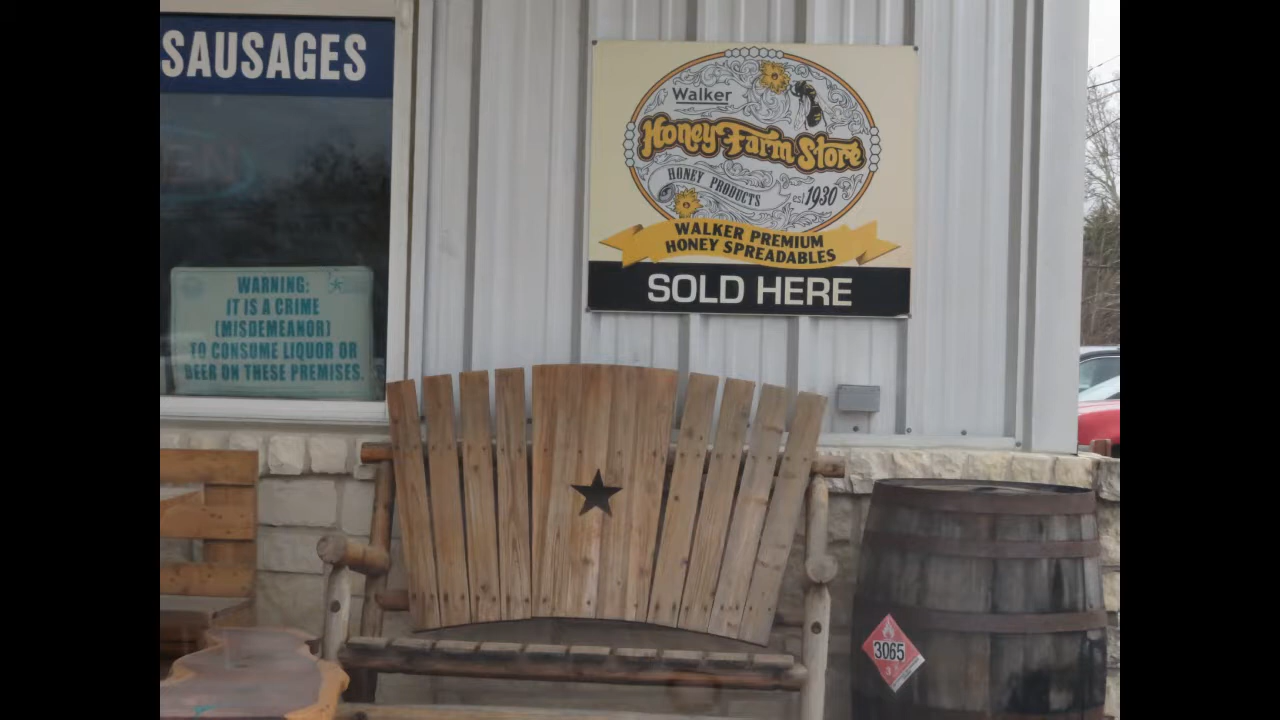 SAUSAGES
WARNING:
IT IS A CRIME
(MISDEMEANOR)
TO CONSUME LIQUOR OR
BEER ON THESE PREMISES.
Walker
Honey Farm Store
HONEY PRODUCTS
est 1930
WALKER PREMIUM
HONEY SPREADABLES
SOLD HERE
3065
3